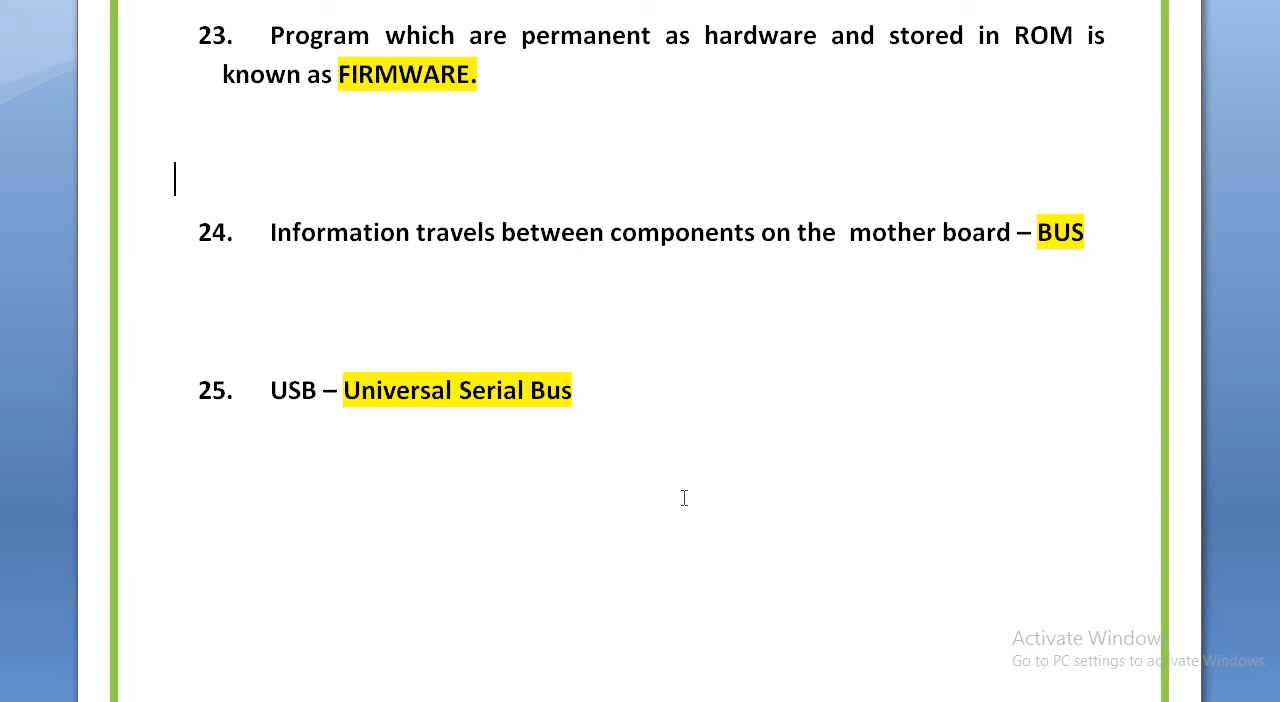 23. Program which are permanent as hardware and stored in ROM is
known as FIRMWARE.
24. Information travels between components on the mother board – BUS
25. USB – Universal Serial Bus
Activate Windows
Go to PC settings to activate Windows.